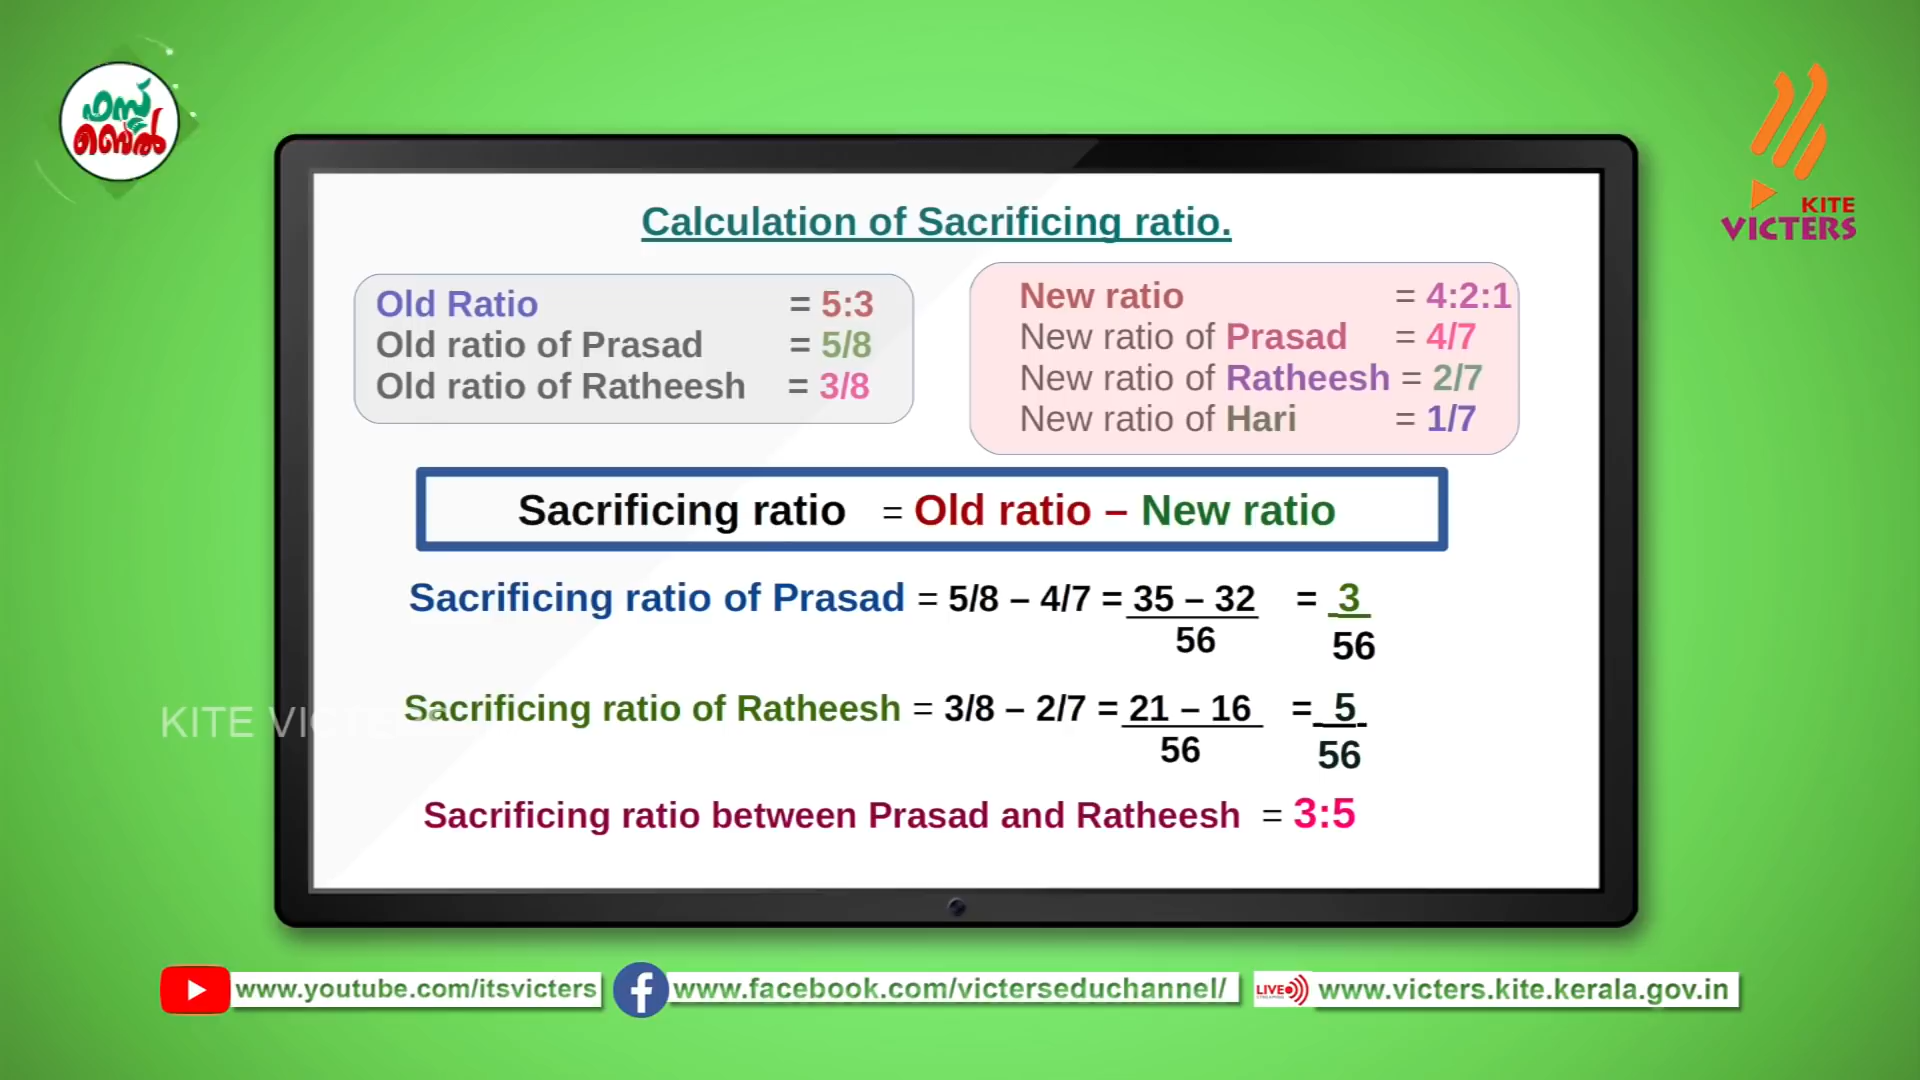 ഫസ്റ്റ്
ബെൽ
KITE
VICTERS
Calculation of Sacrificing ratio.
Old Ratio = 5:3
Old ratio of Prasad = 5/8
Old ratio of Ratheesh = 3/8
New ratio = 4:2:1
New ratio of Prasad = 4/7
New ratio of Ratheesh = 2/7
New ratio of Hari = 1/7
Sacrificing ratio = Old ratio – New ratio
Sacrificing ratio of Prasad = 5/8 – 4/7 = 35 – 32 = 3
56 56
Sacrificing ratio of Ratheesh = 3/8 – 2/7 = 21 – 16 = 5
56 56
KITE VICTERS
Sacrificing ratio between Prasad and Ratheesh = 3:5
www.youtube.com/itsvicters
www.facebook.com/victerseduchannel/
LIVE
www.victers.kite.kerala.gov.in